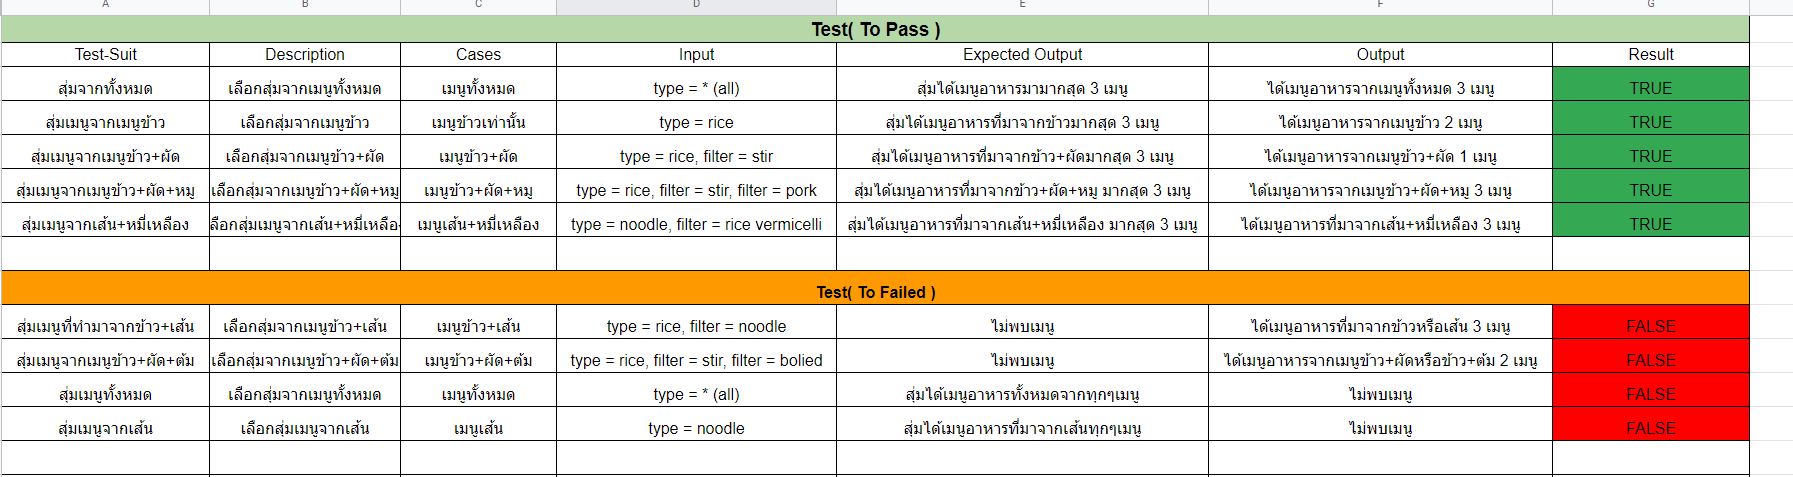 A B C D E F G
Test( To Pass )
Test-Suit Description Cases Input Expected Output Output Result
สุ่มจากทั้งหมด เลือกสุ่มจากเมนูทั้งหมด เมนูทั้งหมด type = * (all) สุ่มได้เมนูอาหารมามากสุด 3 เมนู ได้เมนูอาหารจากเมนูทั้งหมด 3 เมนู TRUE
สุ่มเมนูจากเมนูข้าว เลือกสุ่มจากเมนูข้าว เมนูข้าวเท่านั้น type = rice สุ่มได้เมนูอาหารที่มาจากข้าวมากสุด 3 เมนู ได้เมนูอาหารจากเมนูข้าว 2 เมนู TRUE
สุ่มเมนูจากเมนูข้าว+ผัด เลือกสุ่มจากเมนูข้าว+ผัด เมนูข้าว+ผัด type = rice, filter = stir สุ่มได้เมนูอาหารที่มาจากข้าว+ผัดมากสุด 3 เมนู ได้เมนูอาหารจากเมนูข้าว+ผัด 1 เมนู TRUE
สุ่มเมนูจากเมนูข้าว+ผัด+หมู เลือกสุ่มจากเมนูข้าว+ผัด+หมู เมนูข้าว+ผัด+หมู type = rice, filter = stir, filter = pork สุ่มได้เมนูอาหารที่มาจากข้าว+ผัด+หมู มากสุด 3 เมนู ได้เมนูอาหารจากเมนูข้าว+ผัด+หมู 3 เมนู TRUE
สุ่มเมนูจากเส้น+หมี่เหลือง ลือกสุ่มเมนูจากเส้น+หมี่เหลือ เมนูเส้น+หมี่เหลือง type = noodle, filter = rice vermicelli สุ่มได้เมนูอาหารที่มาจากเส้น+หมี่เหลือง มากสุด 3 เมนู ได้เมนูอาหารที่มาจากเส้น+หมี่เหลือง 3 เมนู TRUE
Test( To Failed )
สุ่มเมนูที่ทำมาจากข้าว+เส้น เลือกสุ่มจากเมนูข้าว+เส้น เมนูข้าว+เส้น type = rice, filter = noodle ไม่พบเมนู ได้เมนูอาหารที่มาจากข้าวหรือเส้น 3 เมนู FALSE
สุ่มเมนูจากเมนูข้าว+ผัด+ต้ม เลือกสุ่มจากเมนูข้าว+ผัด+ต้ม เมนูข้าว+ผัด+ต้ม type = rice, filter = stir, filter = bolied ไม่พบเมนู ได้เมนูอาหารจากเมนูข้าว+ผัดหรือข้าว+ต้ม 2 เมนู FALSE
สุ่มเมนูทั้งหมด เลือกสุ่มจากเมนูทั้งหมด เมนูทั้งหมด type = * (all) สุ่มได้เมนูอาหารทั้งหมดจากทุกๆเมนู ไม่พบเมนู FALSE
สุ่มเมนูจากเส้น เลือกสุ่มเมนูจากเส้น เมนูเส้น type = noodle สุ่มได้เมนูอาหารที่มาจากเส้นทุกๆเมนู ไม่พบเมนู FALSE